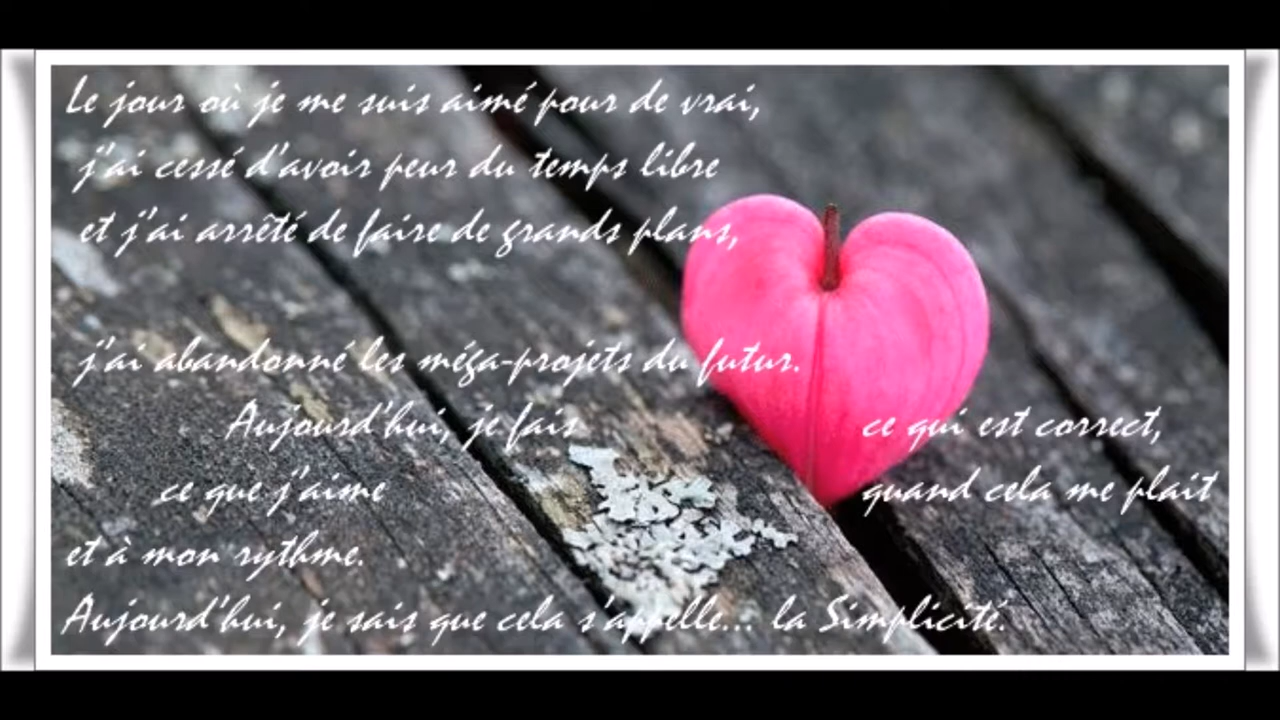 Le jour où je me suis aimé pour de vrai,
j'ai cessé d'avoir peur du temps libre
et j'ai arrêté de faire de grands plans,
j'ai abandonné les méga-projets du futur.
Aujourd'hui, je fais ce qui est correct,
ce que j'aime quand cela me plait
et à mon rythme.
Aujourd'hui, je sais que cela s'appelle... la Simplicité.